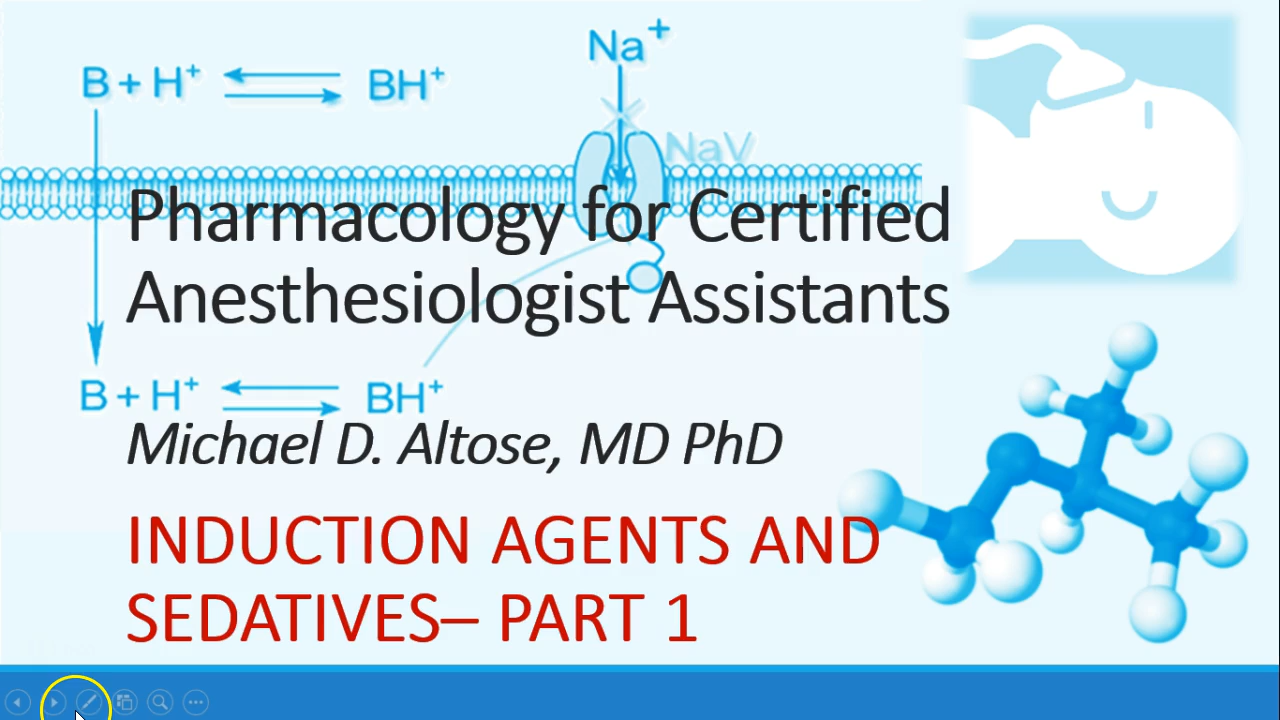 Na⁺
B + H⁺ BH⁺
NaV
Pharmacology for Certified
Anesthesiologist Assistants
B + H⁺ BH⁺
Michael D. Altose, MD PhD
INDUCTION AGENTS AND
SEDATIVES– PART 1